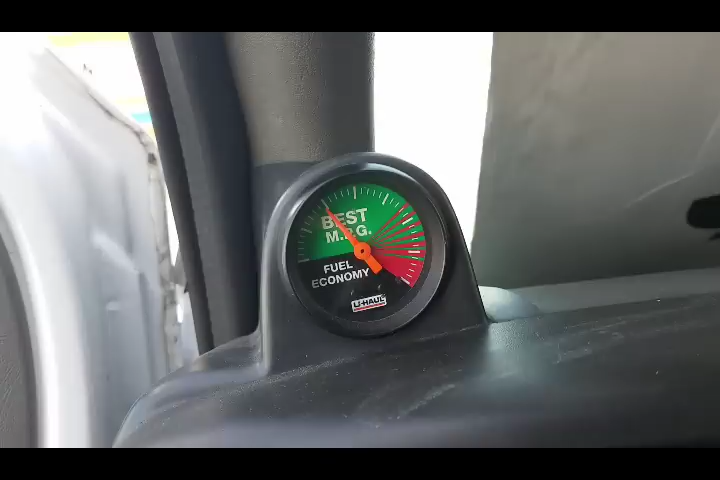 BEST
M.P.G.
FUEL
ECONOMY
U-HAUL